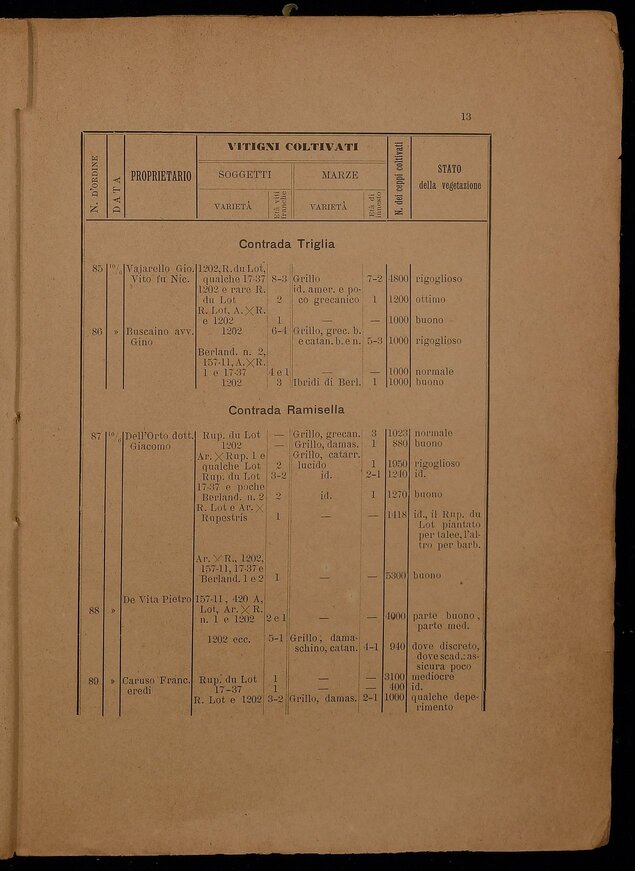 13
N. D'ORDINE DATA PROPRIETARIO VITIGNI COLTIVATI N. dei ceppi coltivati STATO
della vegetazione
SOGGETTI MARZE
VARIETÀ Età viti franche VARIETÀ Età di innesto
Contrada Triglia
85 10/6 Vajarello Gio. 1202, R. du Lot,
Vito fu Nic. qualche 17-37 8-3 Grillo 7-2 4800 rigoglioso
1202 e rare R. id. amer. e po-
du Lot 2 co grecanico 1 1200 ottimo
R. Lot, A.×R.
e 1202 1 — — 1000 buono
86 » Buscaino avv. 1202 6-4 Grillo, grec. b.
Gino e catan. b. e n. 5-3 1000 rigoglioso
Berland. n. 2,
157-11, A.×R.
1 e 17-37 4 e 1 — — 1000 normale
1202 3 Ibridi di Berl. 1 1000 buono
Contrada Ramisella
87 10/6 Dell'Orto dott. Rup. du Lot — Grillo, grecan. 3 1023 normale
Giacomo 1202 — Grillo, damas. 1 880 buono
Ar. × Rup. 1 e Grillo, catarr.
qualche Lot 2 lucido 1 1950 rigoglioso
Rup. du Lot 3-2 id. 2-1 1240 id.
17-37 e poche
Berland. n. 2 2 id. 1 1270 buono
R. Lot e Ar. ×
Rupestris 1 — — 1418 id., il Rup. du
Lot piantato
per talee, l'al-
tro per barb.
Ar. × R., 1202,
157-11, 17-37 e
Berland. 1 e 2 1 — — 5300 buono
De Vita Pietro 157-11, 420 A,
88 » Lot, Ar. × R.
n. 1 e 1202 2 e 1 — — 4000 parte buono,
parte med.
1202 ecc. 5-1 Grillo, dama-
schino, catan. 4-1 940 dove discreto,
dove scad.: as-
sicura poco
89 » Caruso Franc. Rup. du Lot 1 — — 3100 mediocre
eredi 17-37 1 — — 400 id.
R. Lot e 1202 3-2 Grillo, damas. 2-1 1000 qualche depe-
rimento